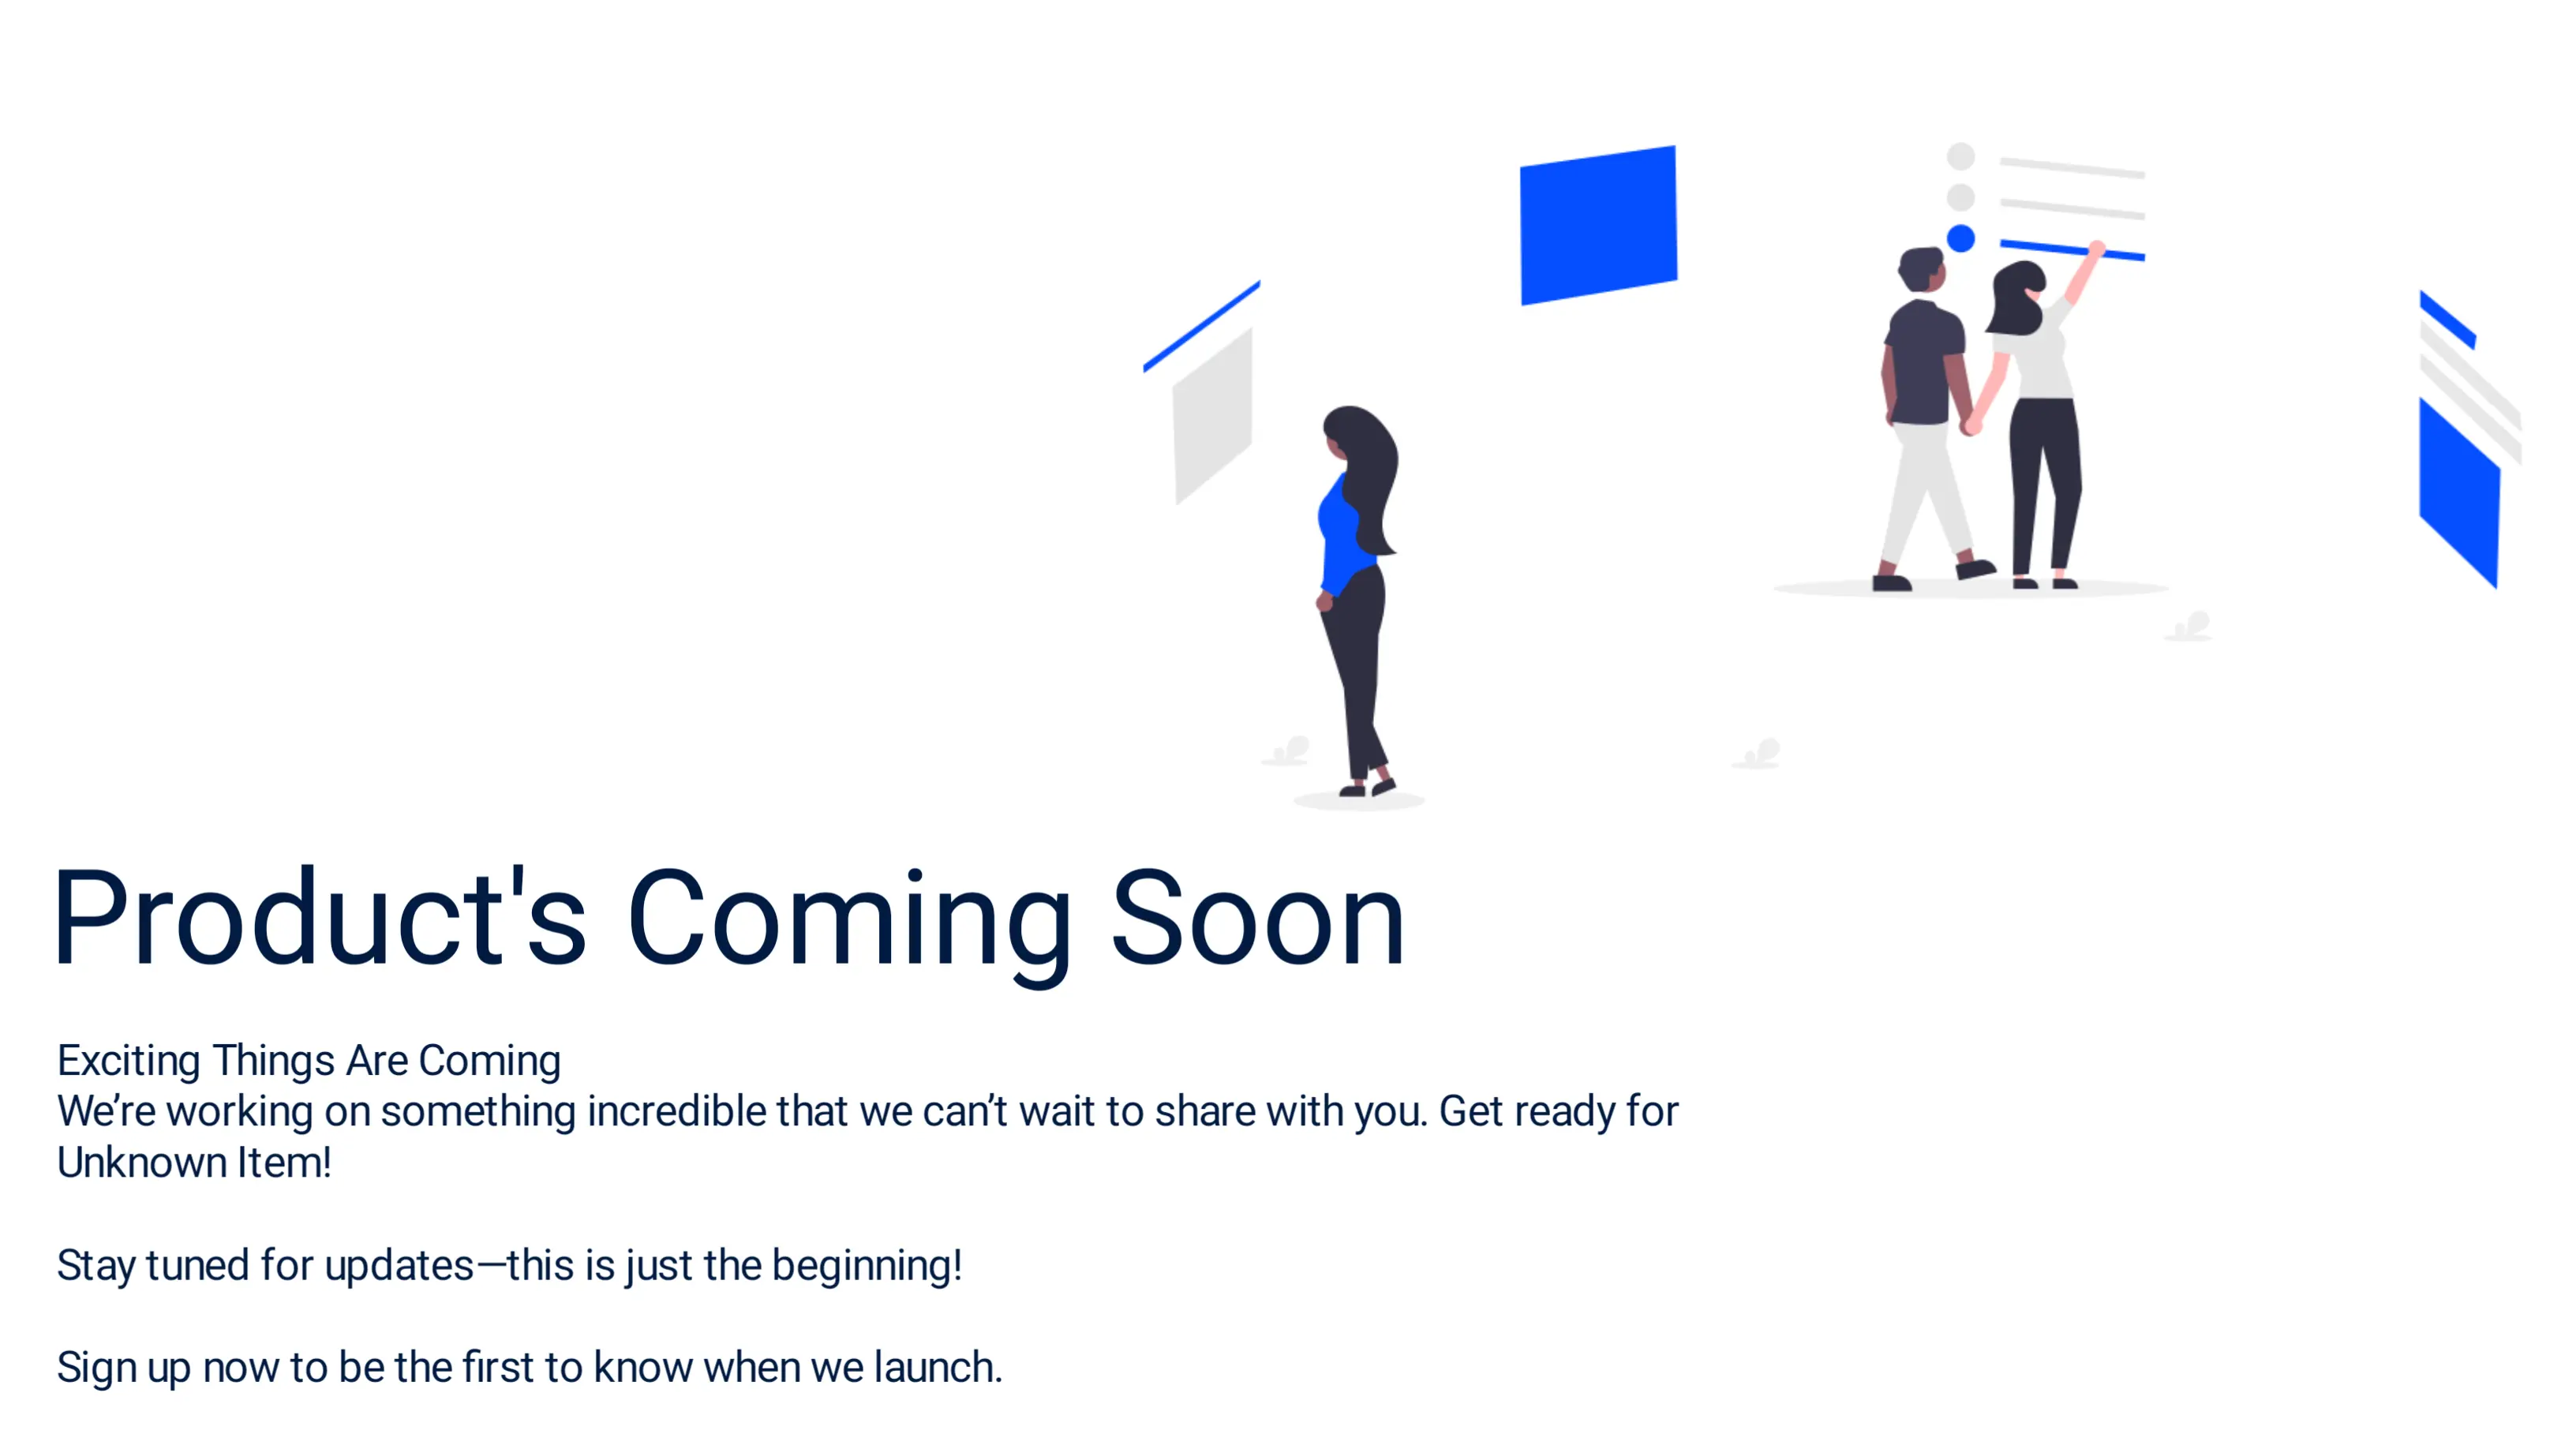 Product's Coming Soon
Exciting Things Are Coming
We’re working on something incredible that we can’t wait to share with you. Get ready for
Unknown Item!
Stay tuned for updates—this is just the beginning!
Sign up now to be the first to know when we launch.